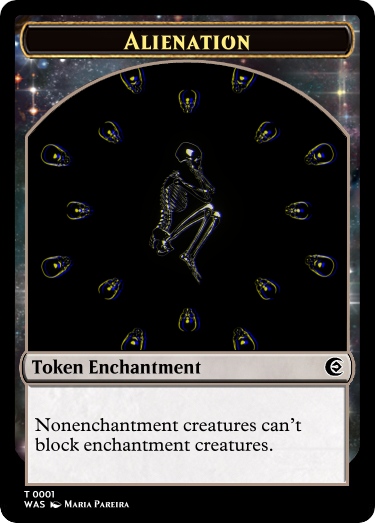 Alienation
Token Enchantment
Nonenchantment creatures can't
block enchantment creatures.
T 0001
WAS Maria Pareira